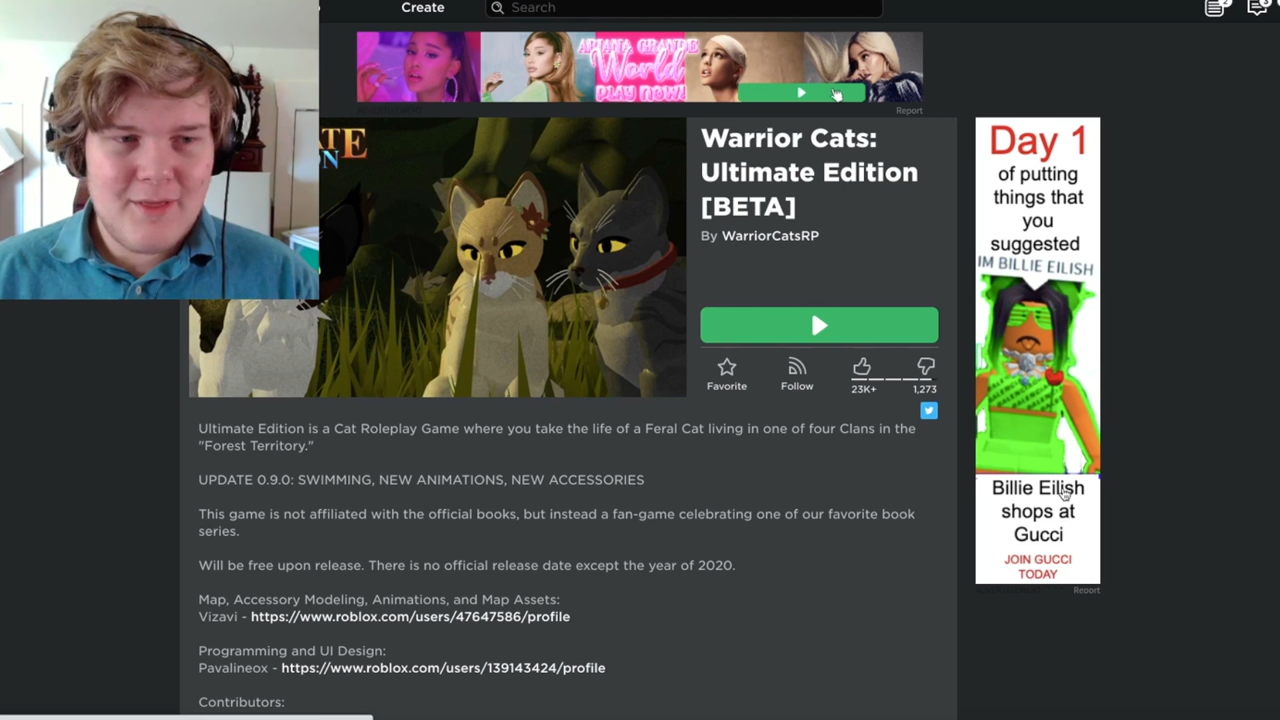 Create
Search
ARIANA GRANDE
World
PLAY NOW!
Report
Warrior Cats:
Ultimate Edition
[BETA]
By WarriorCatsRP
Favorite
Follow
23K+
1,273
Ultimate Edition is a Cat Roleplay Game where you take the life of a Feral Cat living in one of four Clans in the
"Forest Territory."
UPDATE 0.9.0: SWIMMING, NEW ANIMATIONS, NEW ACCESSORIES
This game is not affiliated with the official books, but instead a fan-game celebrating one of our favorite book
series.
Will be free upon release. There is no official release date except the year of 2020.
Map, Accessory Modeling, Animations, and Map Assets:
Vizavi - https://www.roblox.com/users/47647586/profile
Programming and UI Design:
Pavalineox - https://www.roblox.com/users/139143424/profile
Contributors:
Day 1
of putting
things that
you
suggested
IM BILLIE EILISH
Billie Eilish
shops at
Gucci
JOIN GUCCI
TODAY
Report